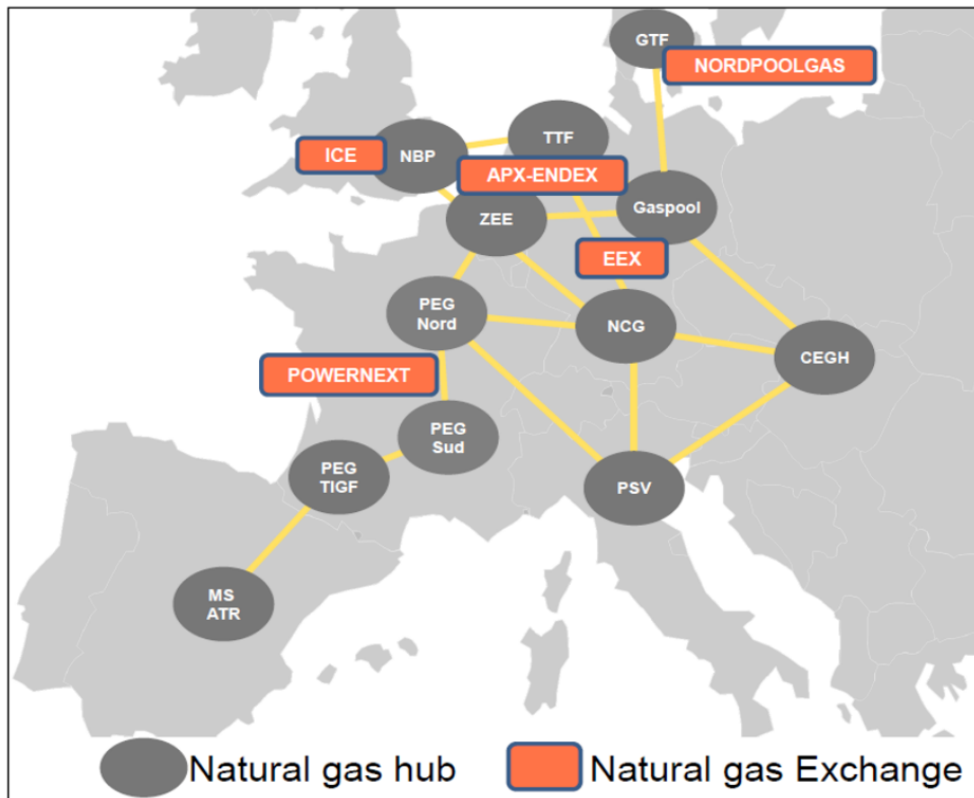 GTF
NORDPOOLGAS
ICE
NBP
TTF
APX-ENDEX
ZEE
Gaspool
EEX
PEG
Nord
NCG
CEGH
POWERNEXT
PEG
Sud
PEG
TIGF
PSV
MS
ATR
Natural gas hub
Natural gas Exchange